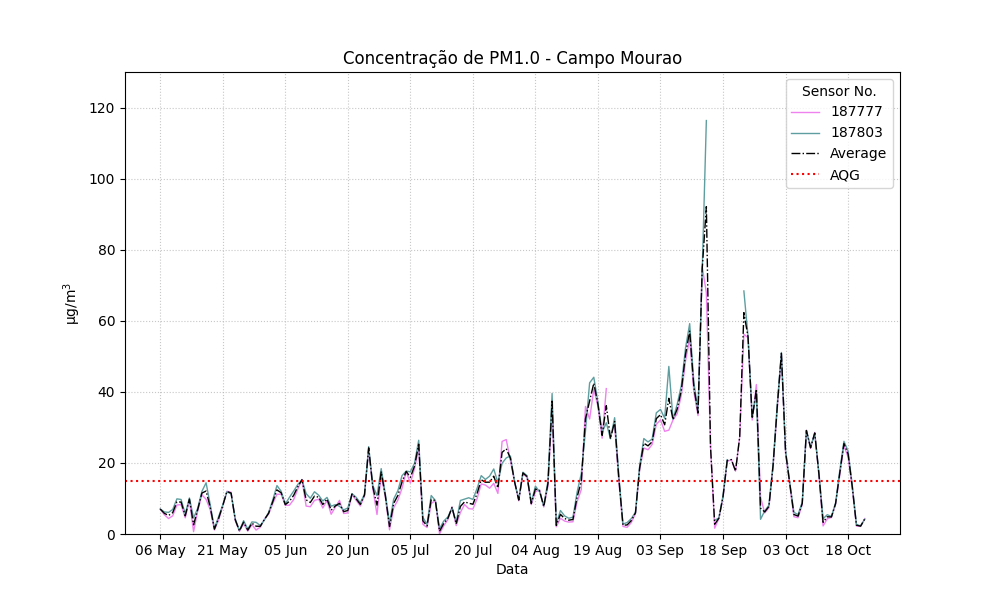 Concentração de PM1.0 - Campo Mourao
Sensor No.
187777
187803
Average
AQG
µg/m³
120
100
80
60
40
20
0
06 May 21 May 05 Jun 20 Jun 05 Jul 20 Jul 04 Aug 19 Aug 03 Sep 18 Sep 03 Oct 18 Oct
Data